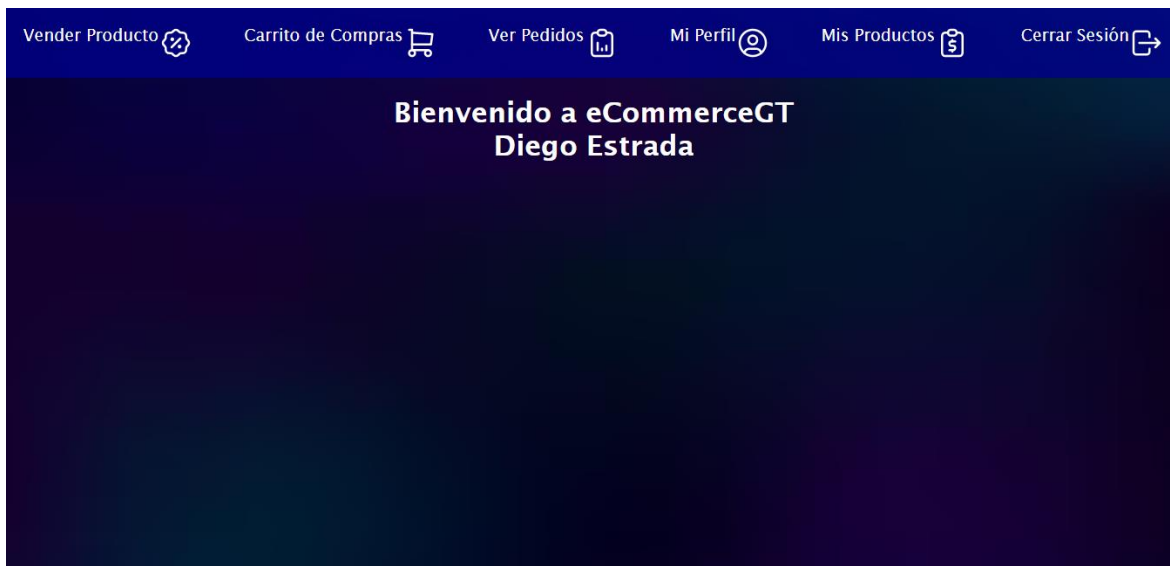 Vender Producto
Carrito de Compras
Ver Pedidos
Mi Perfil
Mis Productos
Cerrar Sesión
Bienvenido a eCommerceGT
Diego Estrada